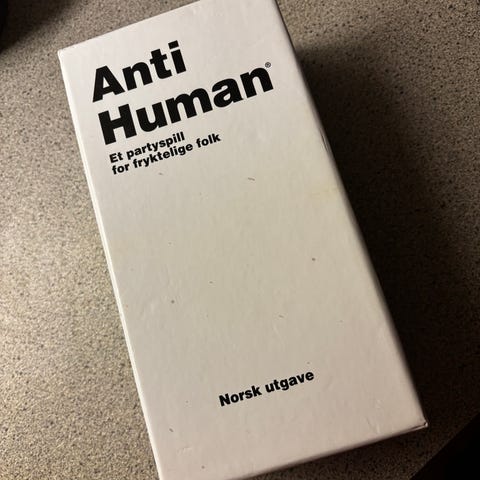 Anti
Human®
Et partyspill
for fryktelige folk
Norsk utgave